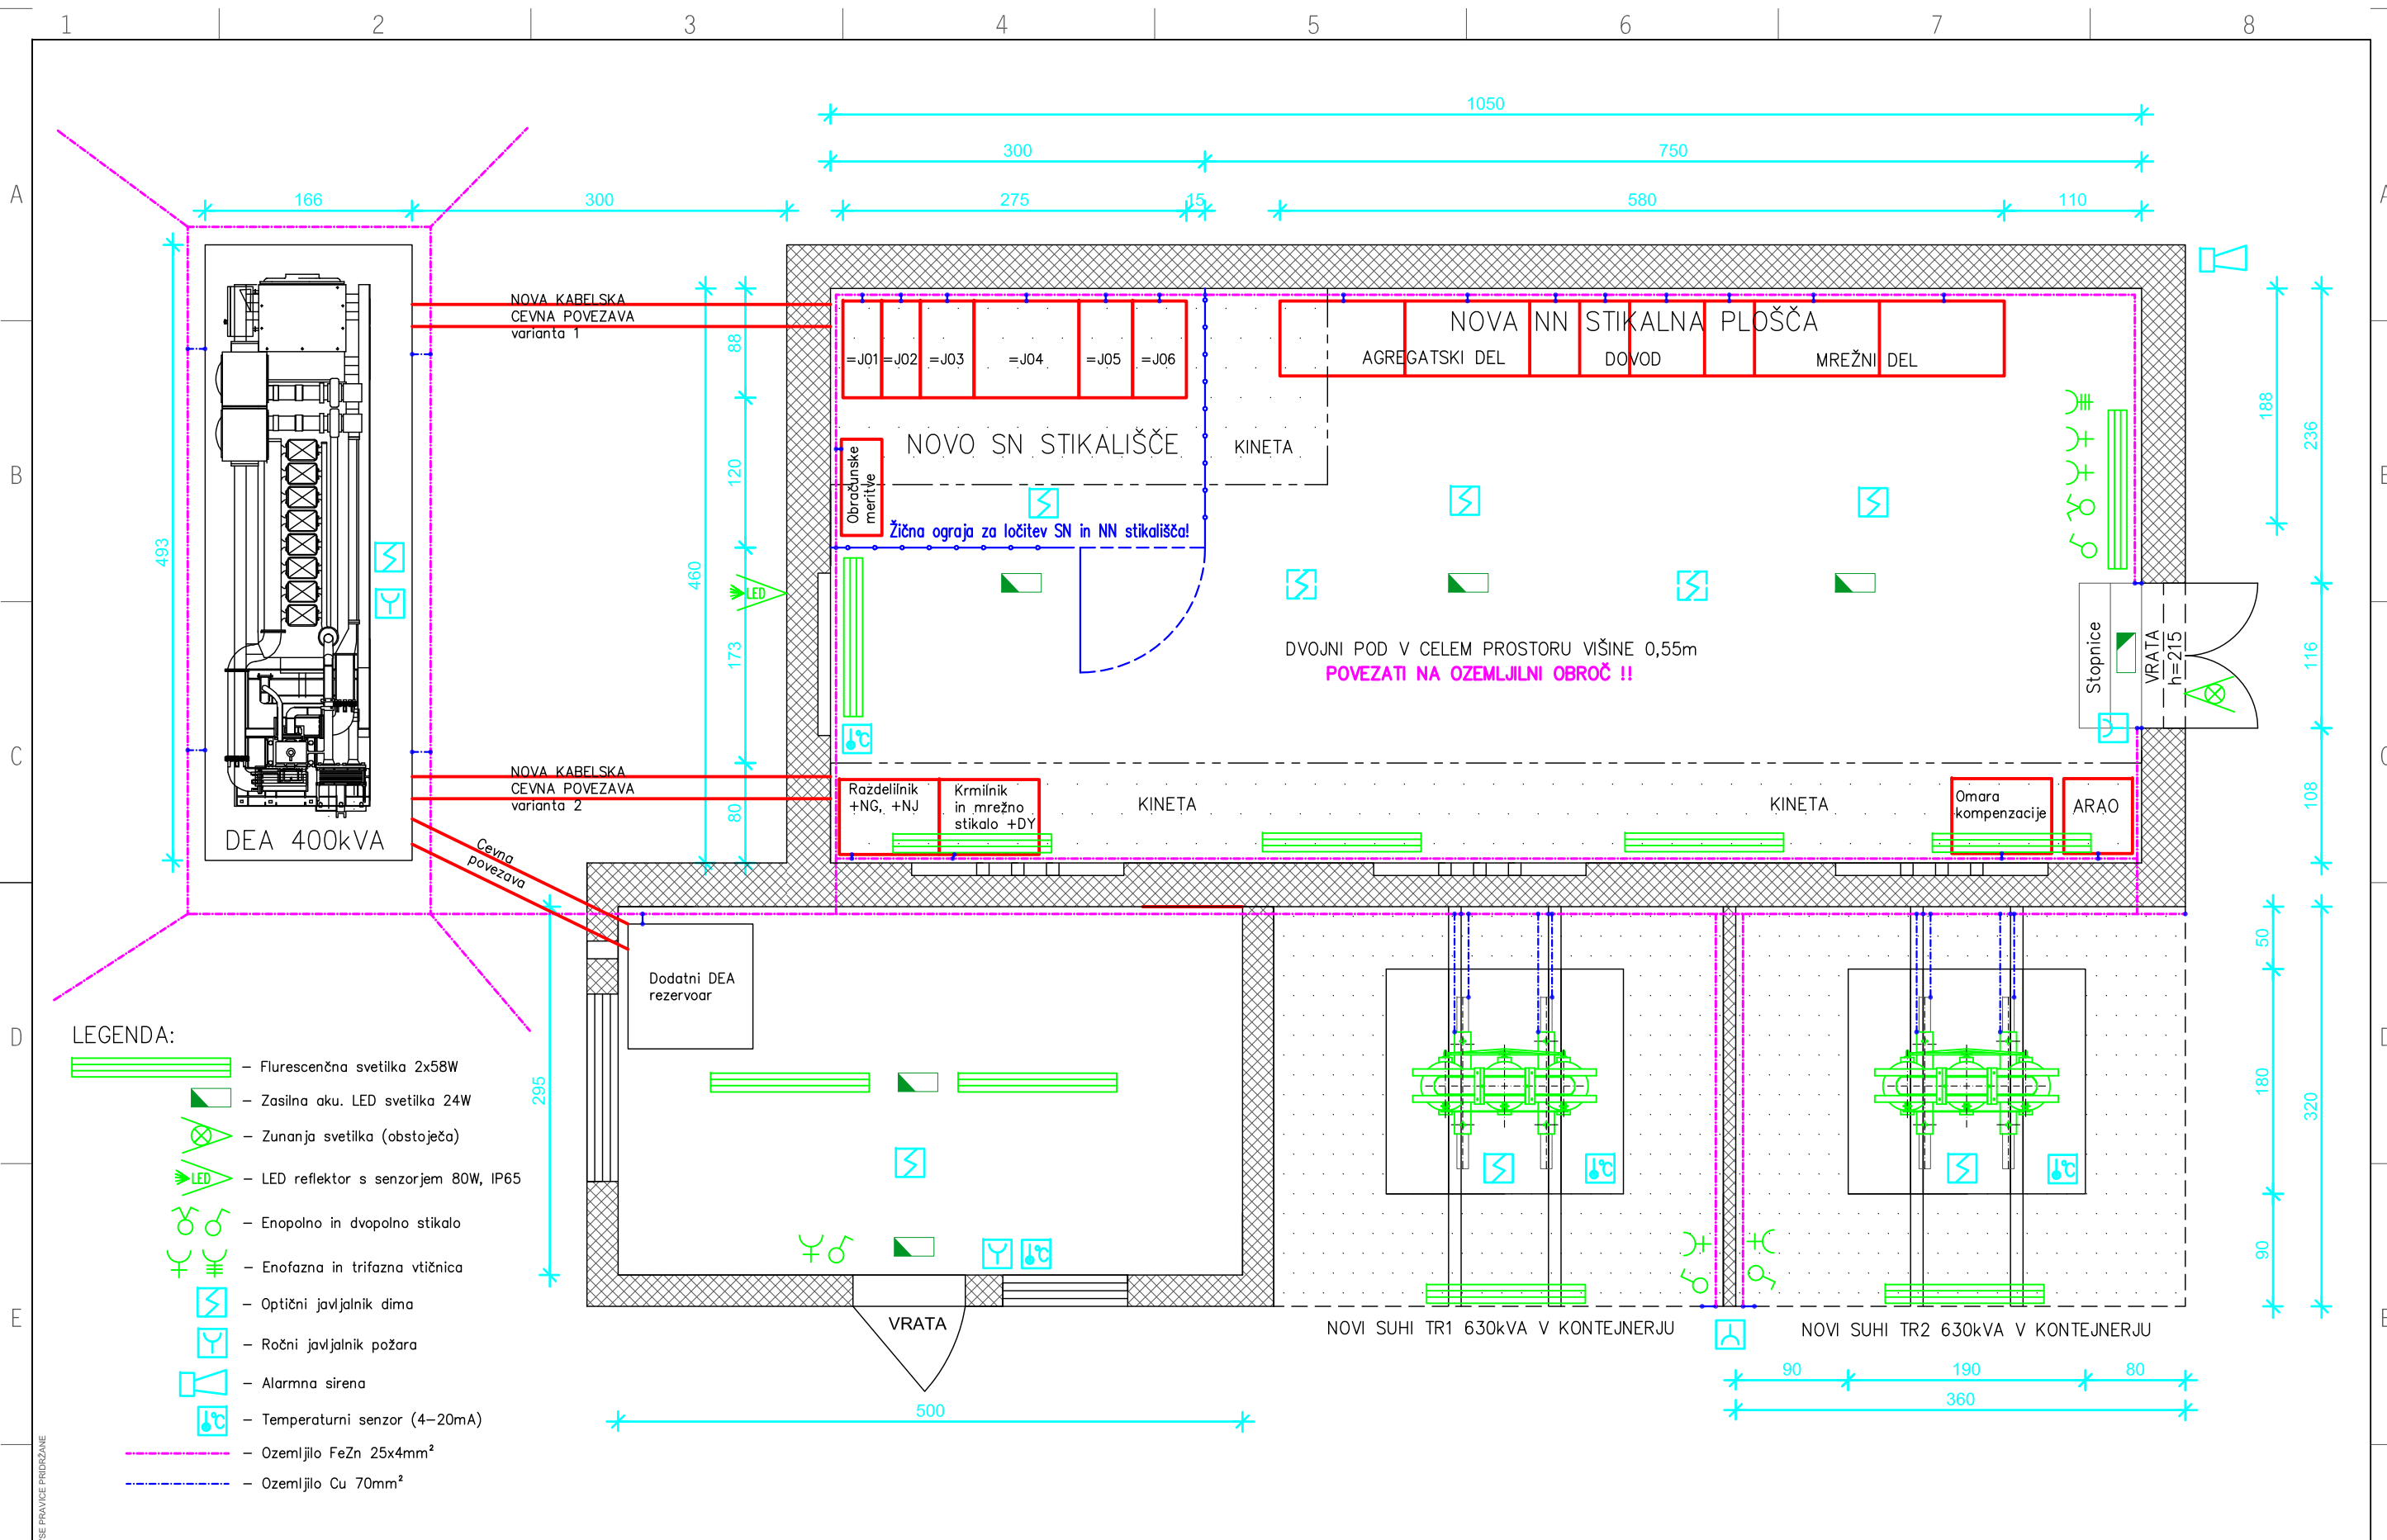 1 2 3 4 5 6 7 8
1050
300 750
A
166 300 275 15 580 110
NOVA KABELSKA
CEVNA POVEZAVA
varianta 1
NOVA NN STIKALNA PLOŠČA
=J01 =J02 =J03 =J04 =J05 =J06
AGREGATSKI DEL DOVOD MREŽNI DEL
88
188
236
B
NOVO SN STIKALIŠČE
KINETA
120
Obračunske
meritve
Žična ograja za ločitev SN in NN stikališča!
493
460
LED
173
DVOJNI POD V CELEM PROSTORU VIŠINE 0,55m
POVEZATI NA OZEMLJILNI OBROČ !!
Stopnice
VRATA
h=215
116
°C
C
NOVA KABELSKA
CEVNA POVEZAVA
varianta 2
80
Razdelilnik
+NG, +NJ
Krmilnik
in mrežno
stikalo +DY
KINETA
KINETA
Omara
kompenzacije
ARAO
108
DEA 400kVA
Cevna
povezava
50
Dodatni DEA
rezervoar
D
295
180
320
°C
°C
°C
90
E
VRATA
NOVI SUHI TR1 630kVA V KONTEJNERJU
NOVI SUHI TR2 630kVA V KONTEJNERJU
90 190 80
360
500
LEGENDA:
– Flurescenčna svetilka 2x58W
– Zasilna aku. LED svetilka 24W
– Zunanja svetilka (obstoječa)
LED – LED reflektor s senzorjem 80W, IP65
– Enopolno in dvopolno stikalo
– Enofazna in trifazna vtičnica
– Optični javljalnik dima
– Ročni javljalnik požara
– Alarmna sirena
°C – Temperaturni senzor (4–20mA)
– Ozemljilo FeZn 25x4mm²
– Ozemljilo Cu 70mm²
PRAVICE PRIDRŽANE